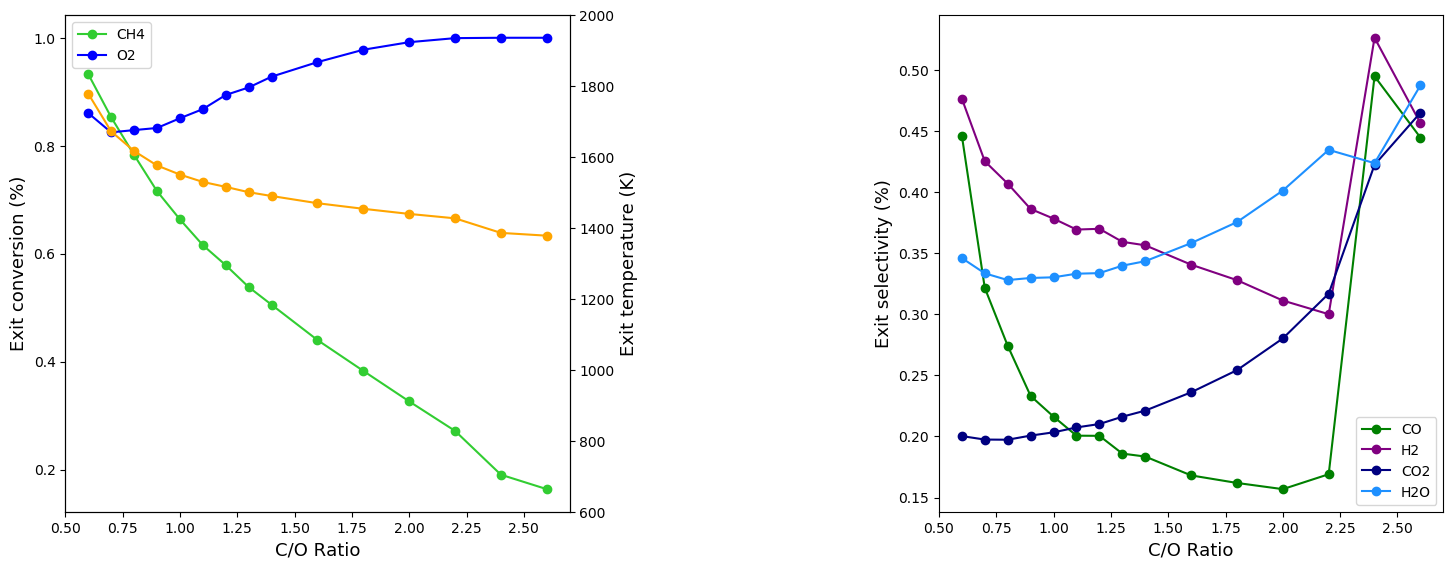 CH4
O2
1.0
0.8
0.6
0.4
0.2
Exit conversion (%)
2000
1800
1600
1400
1200
1000
800
600
Exit temperature (K)
0.50 0.75 1.00 1.25 1.50 1.75 2.00 2.25 2.50
C/O Ratio
0.50
0.45
0.40
0.35
0.30
0.25
0.20
0.15
Exit selectivity (%)
CO
H2
CO2
H2O
0.50 0.75 1.00 1.25 1.50 1.75 2.00 2.25 2.50
C/O Ratio